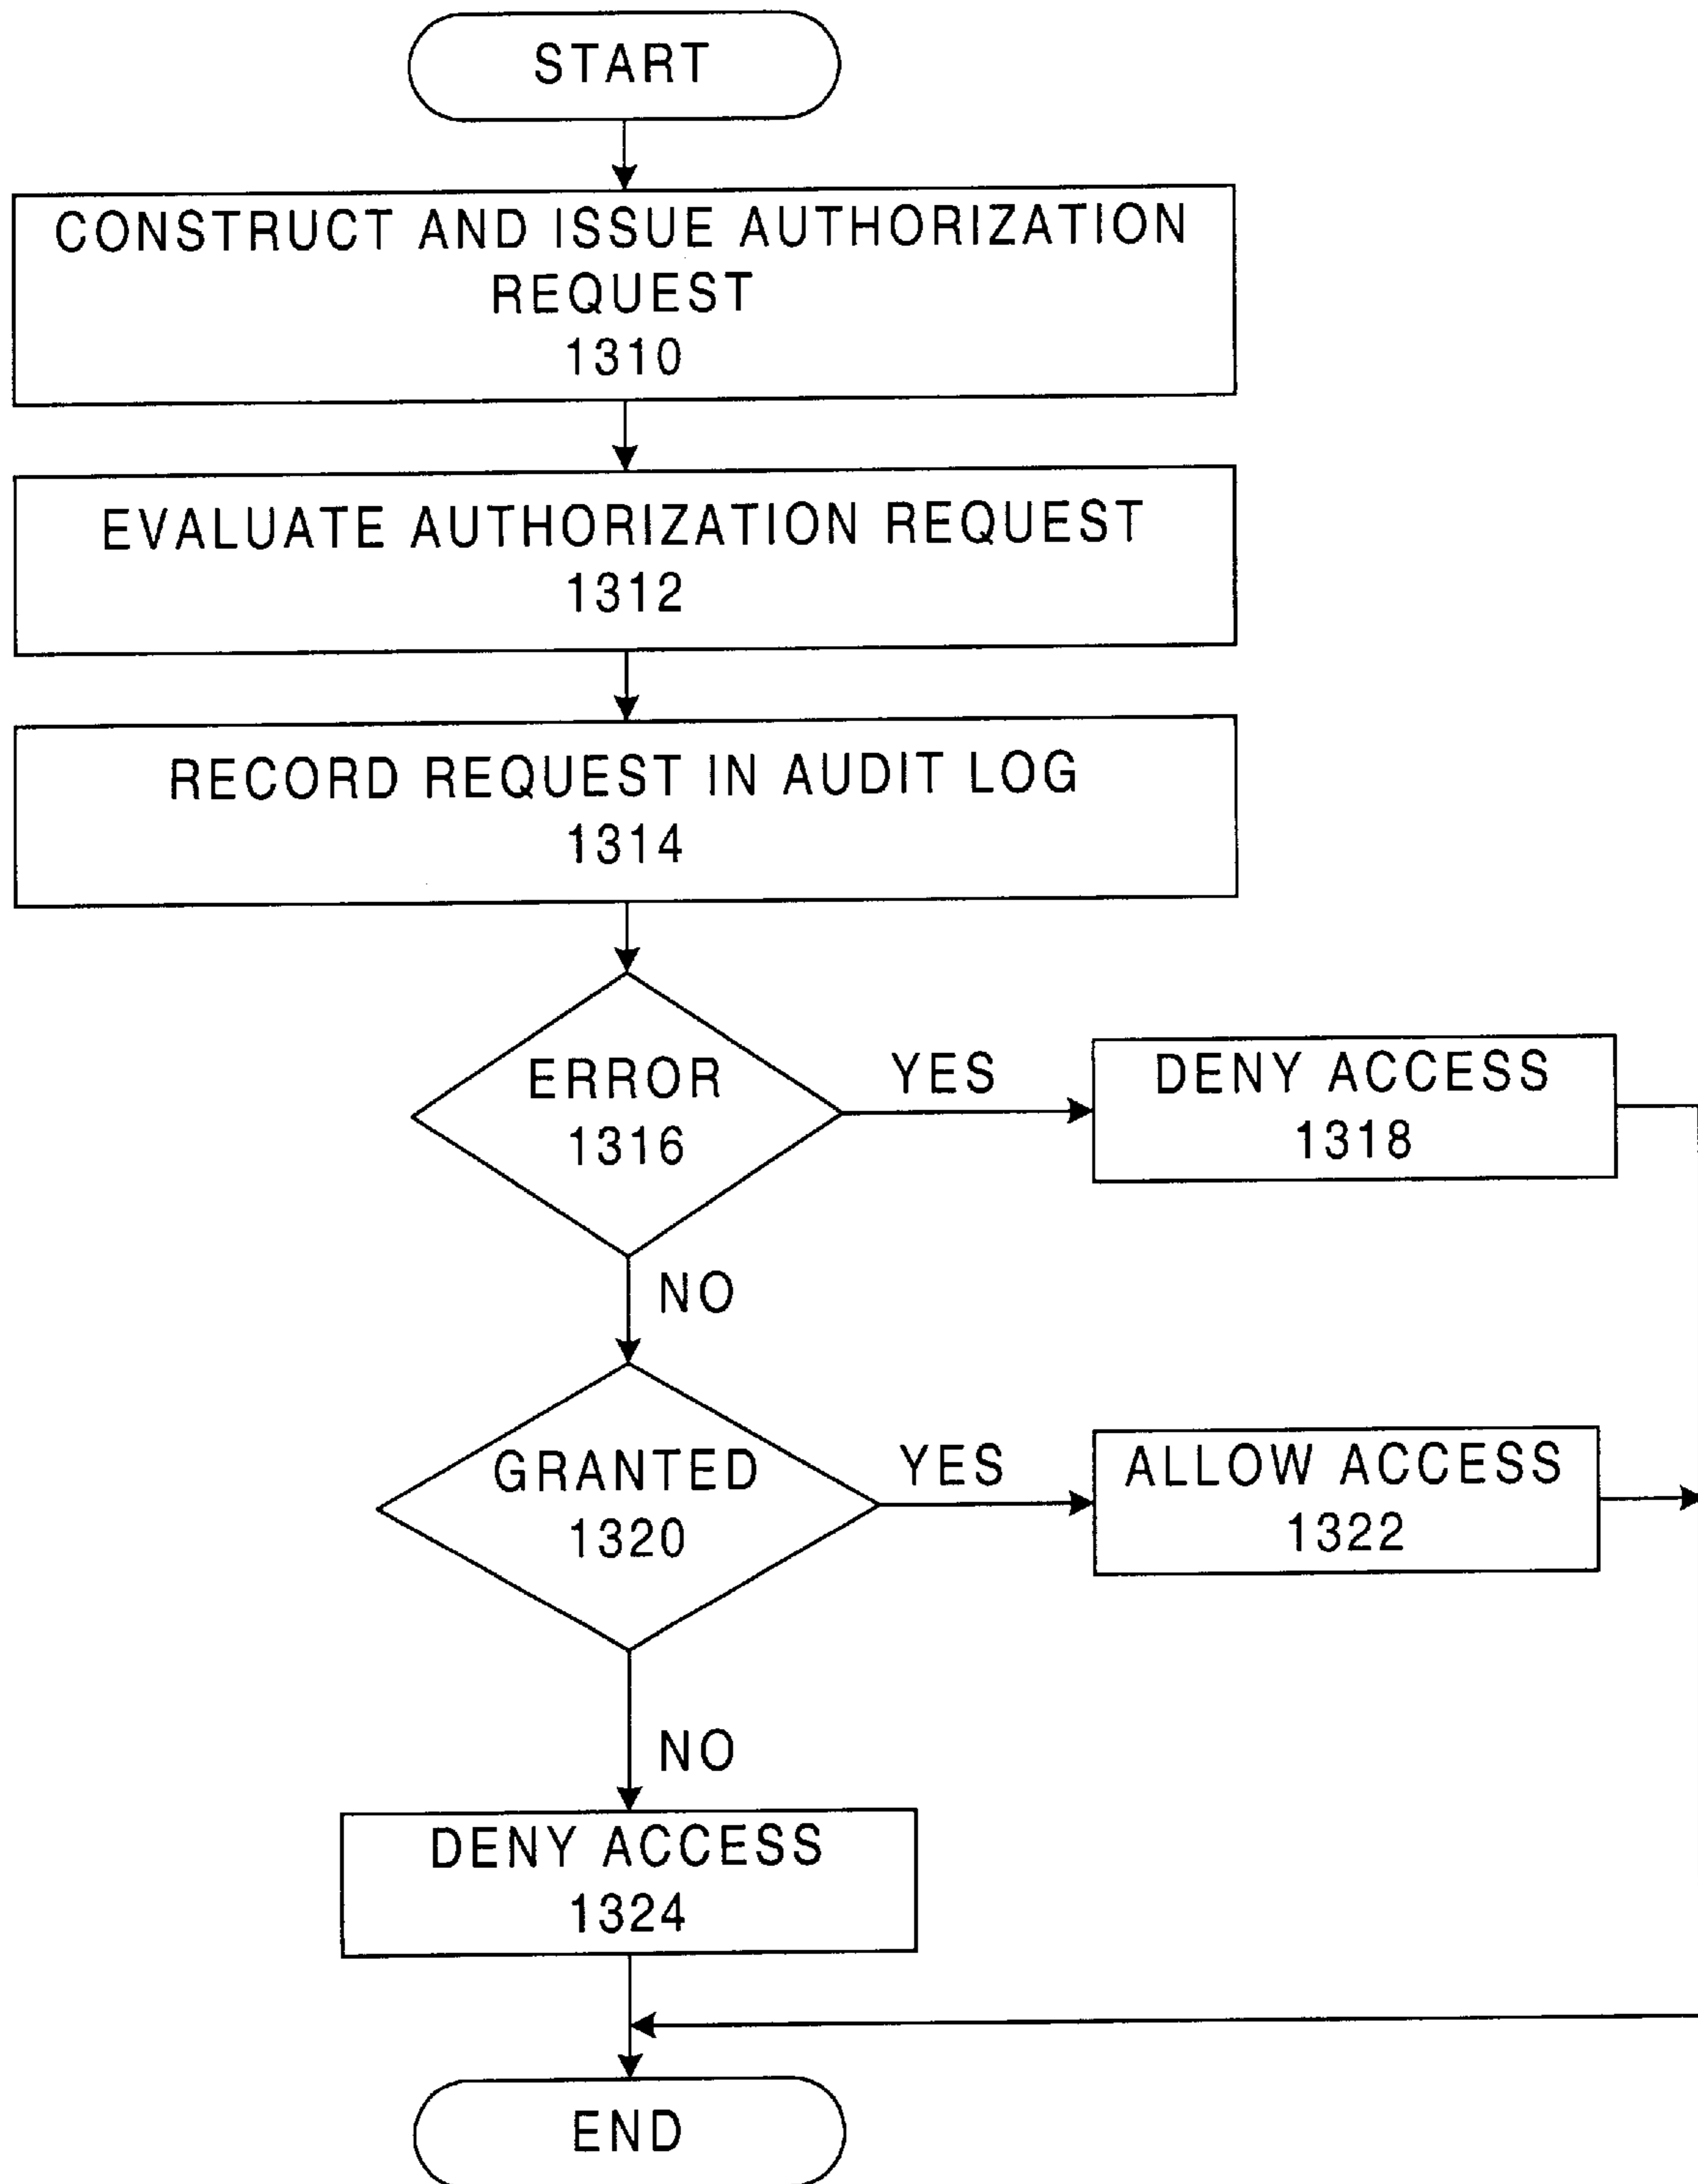 START
CONSTRUCT AND ISSUE AUTHORIZATION
REQUEST
1310
EVALUATE AUTHORIZATION REQUEST
1312
RECORD REQUEST IN AUDIT LOG
1314
ERROR
1316
YES
DENY ACCESS
1318
NO
GRANTED
1320
YES
ALLOW ACCESS
1322
NO
DENY ACCESS
1324
END